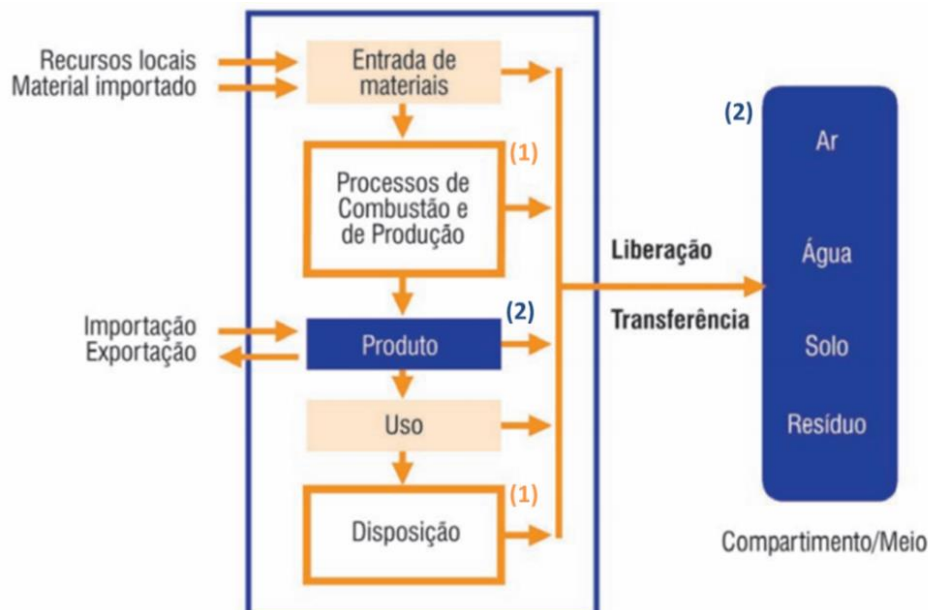 Recursos locais
Material importado
Entrada de
materiais
(1)
Processos de
Combustão e
de Produção
Importação
Exportação
(2)
Produto
Uso
(1)
Disposição
Liberação
Transferência
(2)
Ar
Água
Solo
Resíduo
Compartimento/Meio